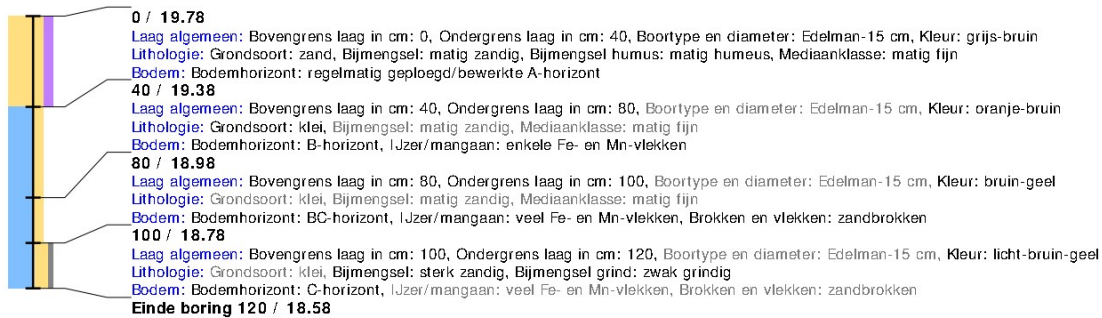 0 / 19.78
Laag algemeen: Bovengrens laag in cm: 0, Ondergrens laag in cm: 40, Boortype en diameter: Edelman-15 cm, Kleur: grijs-bruin
Lithologie: Grondsoort: zand, Bijmengsel: matig zandig, Bijmengsel humus: matig humeus, Mediaanklasse: matig fijn
Bodem: Bodemhorizont: regelmatig geploegd/bewerkte A-horizont
40 / 19.38
Laag algemeen: Bovengrens laag in cm: 40, Ondergrens laag in cm: 80, Boortype en diameter: Edelman-15 cm, Kleur: oranje-bruin
Lithologie: Grondsoort: klei, Bijmengsel: matig zandig, Mediaanklasse: matig fijn
Bodem: Bodemhorizont: B-horizont, IJzer/mangaan: enkele Fe- en Mn-vlekken
80 / 18.98
Laag algemeen: Bovengrens laag in cm: 80, Ondergrens laag in cm: 100, Boortype en diameter: Edelman-15 cm, Kleur: bruin-geel
Lithologie: Grondsoort: klei, Bijmengsel: matig zandig, Mediaanklasse: matig fijn
Bodem: Bodemhorizont: BC-horizont, IJzer/mangaan: veel Fe- en Mn-vlekken, Brokken en vlekken: zandbrokken
100 / 18.78
Laag algemeen: Bovengrens laag in cm: 100, Ondergrens laag in cm: 120, Boortype en diameter: Edelman-15 cm, Kleur: licht-bruin-geel
Lithologie: Grondsoort: klei, Bijmengsel: sterk zandig, Bijmengsel grind: zwak grindig
Bodem: Bodemhorizont: C-horizont, IJzer/mangaan: veel Fe- en Mn-vlekken, Brokken en vlekken: zandbrokken
Einde boring 120 / 18.58